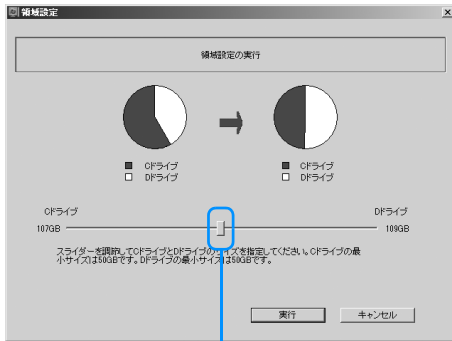 領域設定
領域設定の実行
Cドライブ
Dドライブ
Cドライブ
Dドライブ
Cドライブ
Dドライブ
107GB
109GB
スライダーを調節してCドライブとDドライブのサイズを指定してください。Cドライブの最
小サイズは50GBです。Dドライブの最小サイズは50GBです。
実行
キャンセル